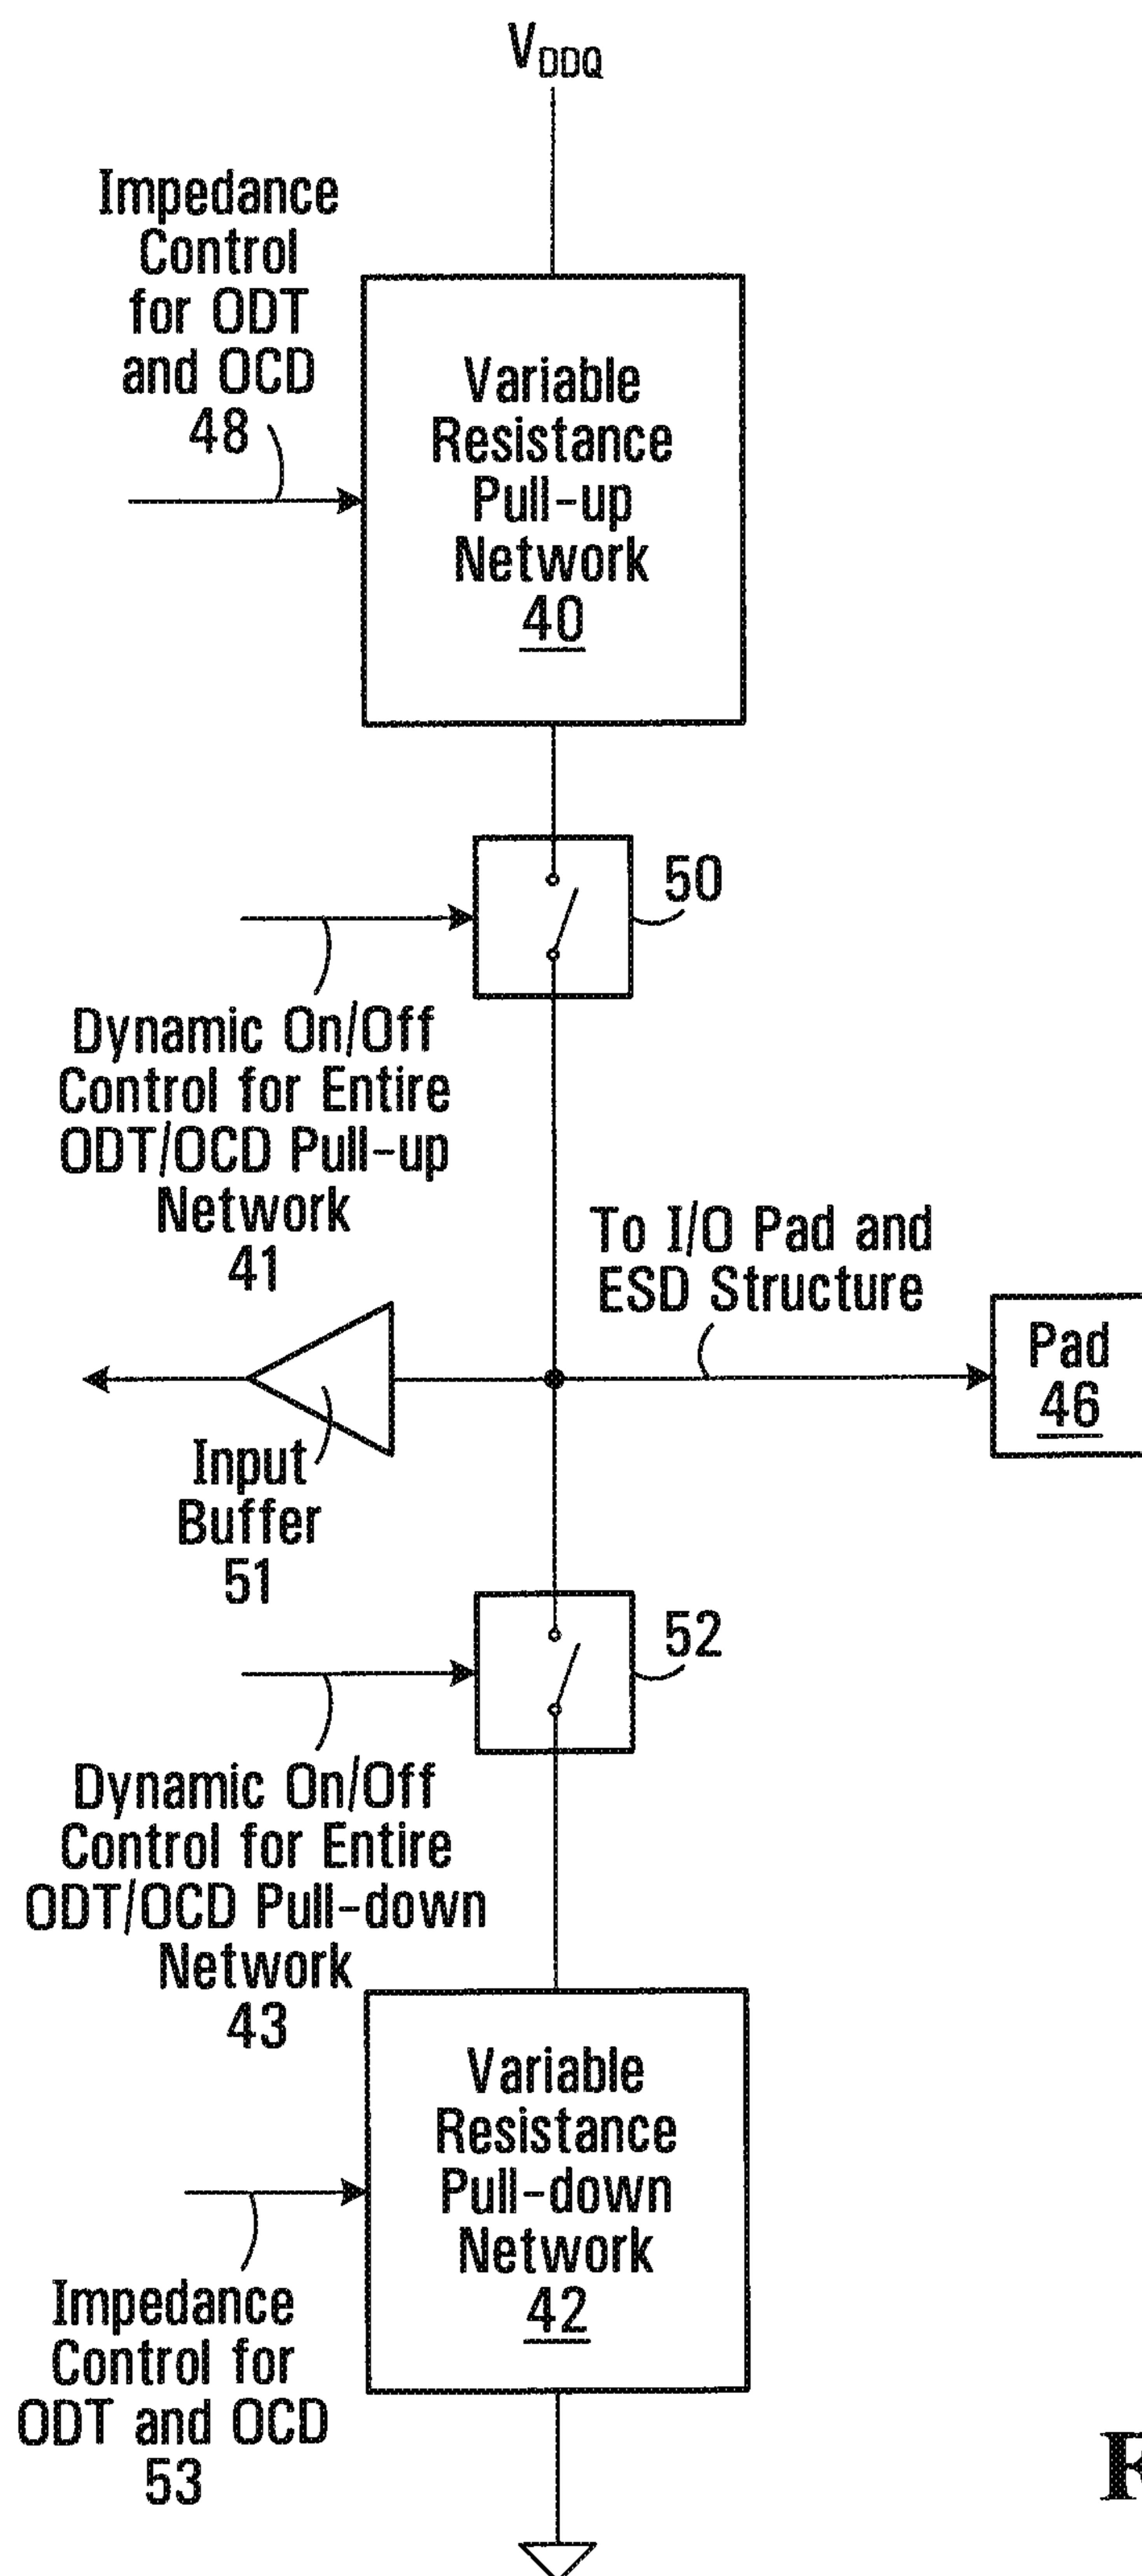 VDDQ
Impedance
Control
for ODT
and OCD
48
Variable
Resistance
Pull-up
Network
40
50
Dynamic On/Off
Control for Entire
ODT/OCD Pull-up
Network
41
To I/O Pad and
ESD Structure
Pad
46
Input
Buffer
51
52
Dynamic On/Off
Control for Entire
ODT/OCD Pull-down
Network
43
Variable
Resistance
Pull-down
Network
42
Impedance
Control for
ODT and OCD
53